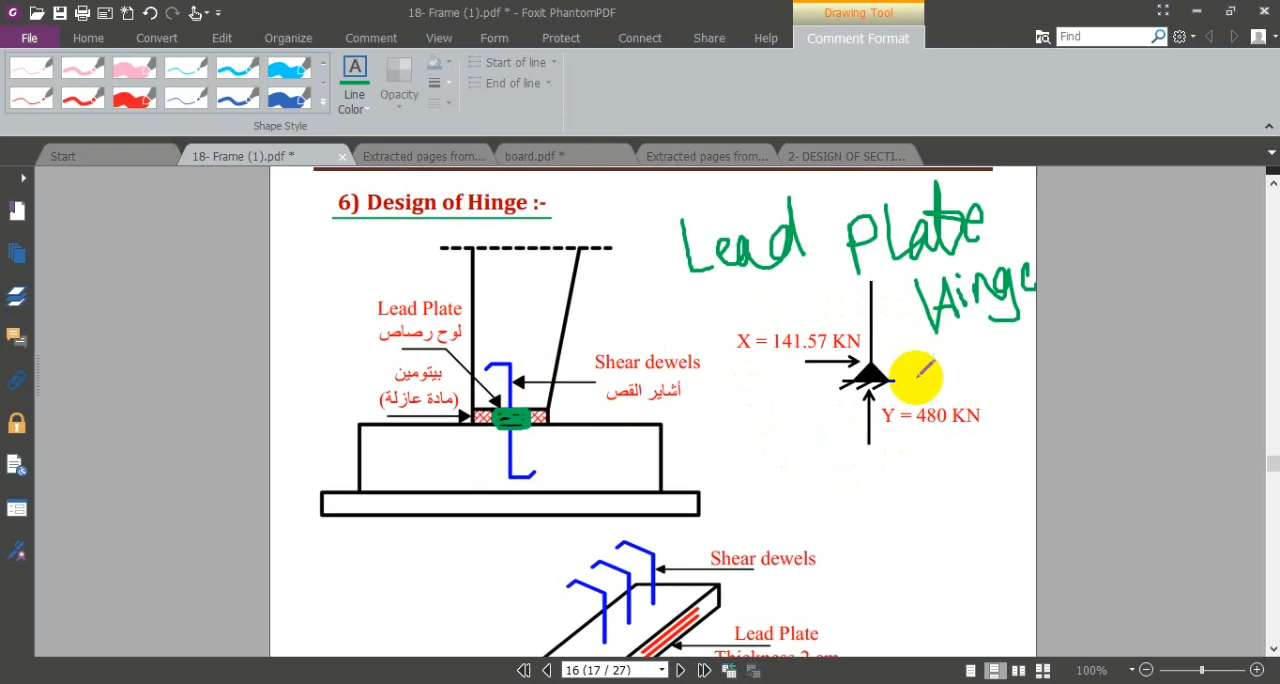 18- Frame (1).pdf * - Foxit PhantomPDF
Drawing Tool
File Home Convert Edit Organize Comment View Form Protect Connect Share Help Comment Format
Find
A
Line Color
Opacity
Start of line
End of line
Shape Style
Start
18- Frame (1).pdf * x
Extracted pages from...
board.pdf *
Extracted pages from...
2- DESIGN OF SECTI...
6) Design of Hinge :-
Lead Plate
Hinge
Lead Plate
لوح رصاص
بيتومين
(مادة عازلة)
Shear dewels
أشاير القص
X = 141.57 KN
Y = 480 KN
Shear dewels
Lead Plate
Thickness 2 cm
16 (17 / 27)
100%